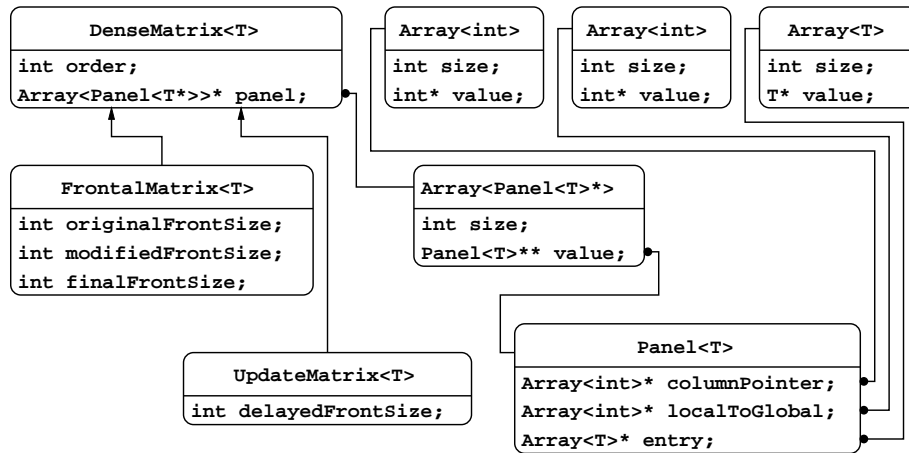 DenseMatrix<T>
int order;
Array<Panel<T*>>* panel;
Array<int>
int size;
int* value;
Array<int>
int size;
int* value;
Array<T>
int size;
T* value;
FrontalMatrix<T>
int originalFrontSize;
int modifiedFrontSize;
int finalFrontSize;
Array<Panel<T>*>
int size;
Panel<T>** value;
UpdateMatrix<T>
int delayedFrontSize;
Panel<T>
Array<int>* columnPointer;
Array<int>* localToGlobal;
Array<T>* entry;